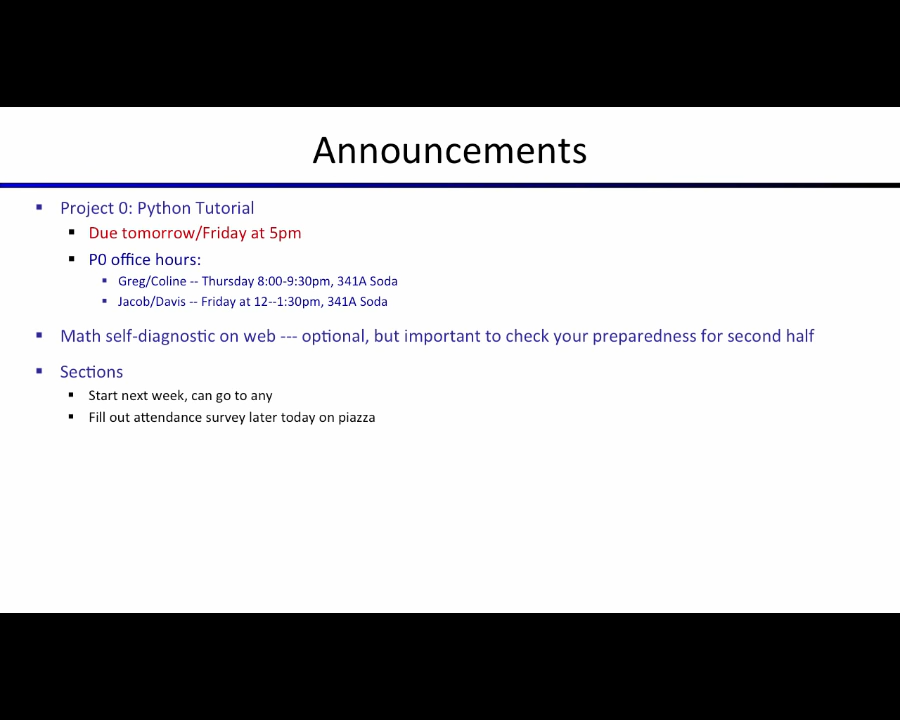 Announcements
Project 0: Python Tutorial
Due tomorrow/Friday at 5pm
P0 office hours:
Greg/Coline -- Thursday 8:00-9:30pm, 341A Soda
Jacob/Davis -- Friday at 12--1:30pm, 341A Soda
Math self-diagnostic on web --- optional, but important to check your preparedness for second half
Sections
Start next week, can go to any
Fill out attendance survey later today on piazza